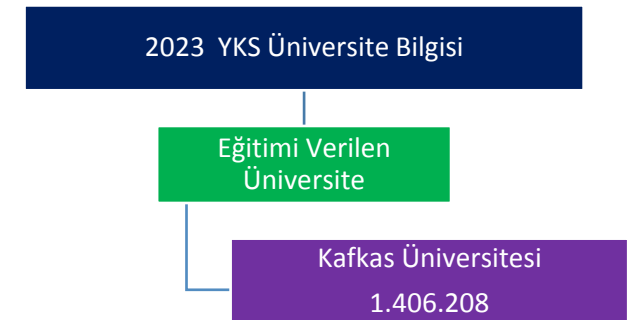 2023 YKS Üniversite Bilgisi
Eğitimi Verilen
Üniversite
Kafkas Üniversitesi
1.406.208